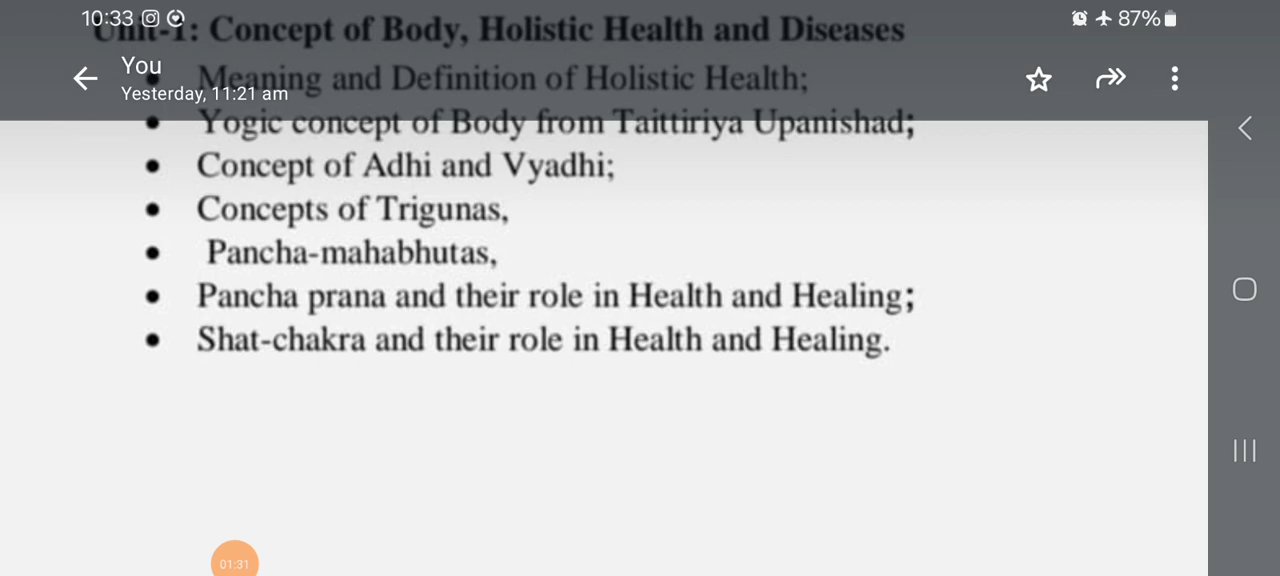 10:33
87%
Unit-1: Concept of Body, Holistic Health and Diseases
You
Yesterday, 11:21 am
• Meaning and Definition of Holistic Health;
• Yogic concept of Body from Taittiriya Upanishad;
• Concept of Adhi and Vyadhi;
• Concepts of Trigunas,
• Pancha-mahabhutas,
• Pancha prana and their role in Health and Healing;
• Shat-chakra and their role in Health and Healing.
01:31